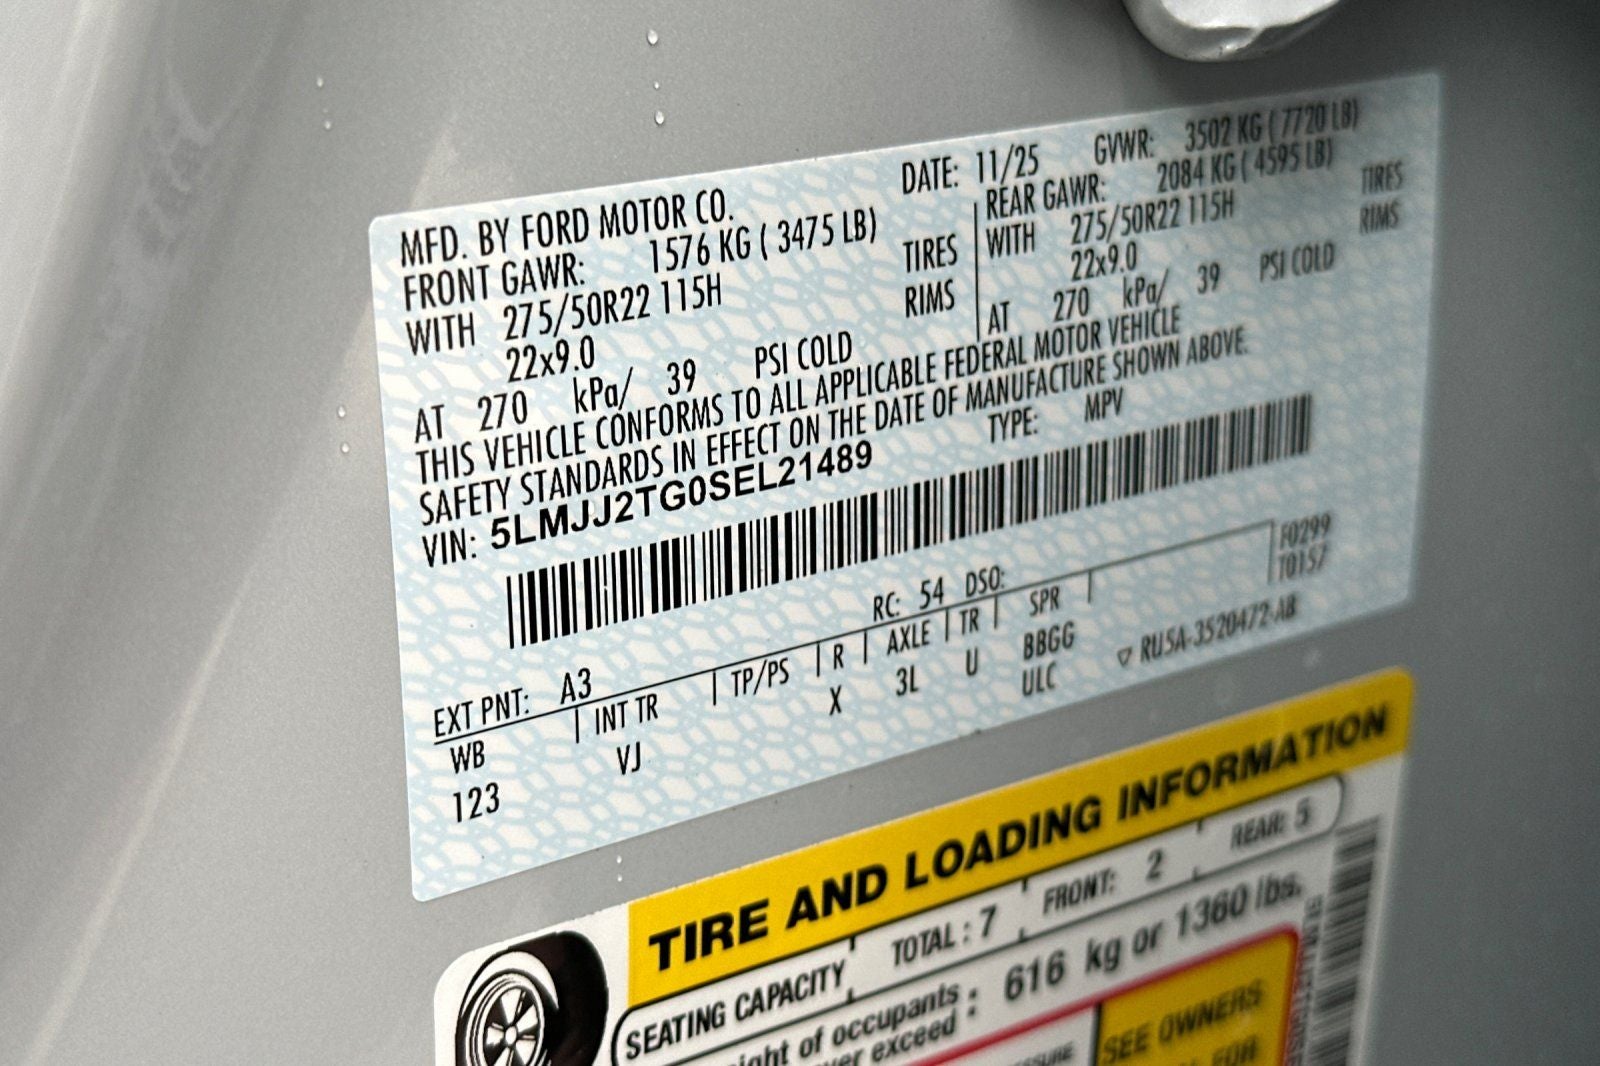 MFD. BY FORD MOTOR CO. DATE: 11/25 GVWR: 3502 KG ( 7720 LB)
FRONT GAWR: 1576 KG ( 3475 LB) REAR GAWR: 2084 KG ( 4595 LB)
WITH 275/50R22 115H TIRES WITH 275/50R22 115H TIRES
22x9.0 RIMS 22x9.0 RIMS
AT 270 kPa/ 39 PSI COLD AT 270 kPa/ 39 PSI COLD
THIS VEHICLE CONFORMS TO ALL APPLICABLE FEDERAL MOTOR VEHICLE
SAFETY STANDARDS IN EFFECT ON THE DATE OF MANUFACTURE SHOWN ABOVE.
VIN: 5LMJJ2TG0SEL21489 TYPE: MPV
F0299
T0157
EXT PNT: A3 RC: 54 DSO:
WB INT TR TP/PS R AXLE TR SPR
123 VJ X 3L U BBGG
ULC
RU5A-3520472-AB
TIRE AND LOADING INFORMATION
SEATING CAPACITY TOTAL : 7 FRONT: 2 REAR: 5
of occupants : 616 kg or 1360 lbs.
exceed :
SEE OWNERS
FOR